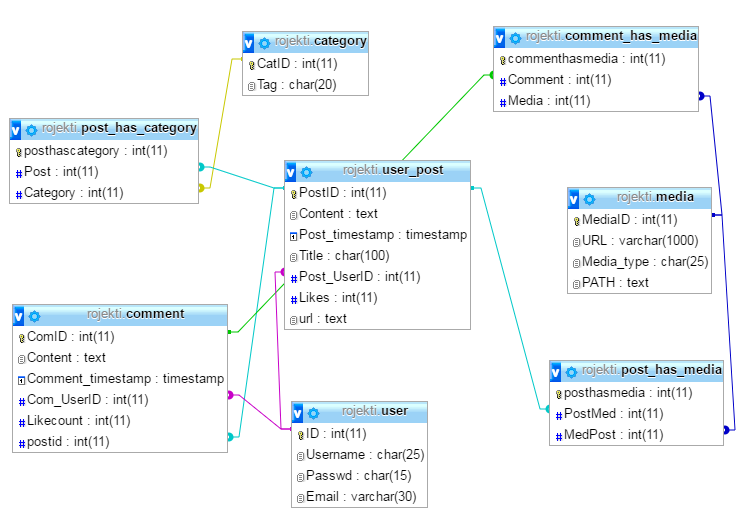 rojekti.category
CatID : int(11)
Tag : char(20)
rojekti.comment_has_media
commenthasmedia : int(11)
Comment : int(11)
Media : int(11)
rojekti.post_has_category
posthascategory : int(11)
Post : int(11)
Category : int(11)
rojekti.user_post
PostID : int(11)
Content : text
Post_timestamp : timestamp
Title : char(100)
Post_UserID : int(11)
Likes : int(11)
url : text
rojekti.media
MediaID : int(11)
URL : varchar(1000)
Media_type : char(25)
PATH : text
rojekti.comment
ComID : int(11)
Content : text
Comment_timestamp : timestamp
Com_UserID : int(11)
Likecount : int(11)
postid : int(11)
rojekti.user
ID : int(11)
Username : char(25)
Passwd : char(15)
Email : varchar(30)
rojekti.post_has_media
posthasmedia : int(11)
PostMed : int(11)
MedPost : int(11)